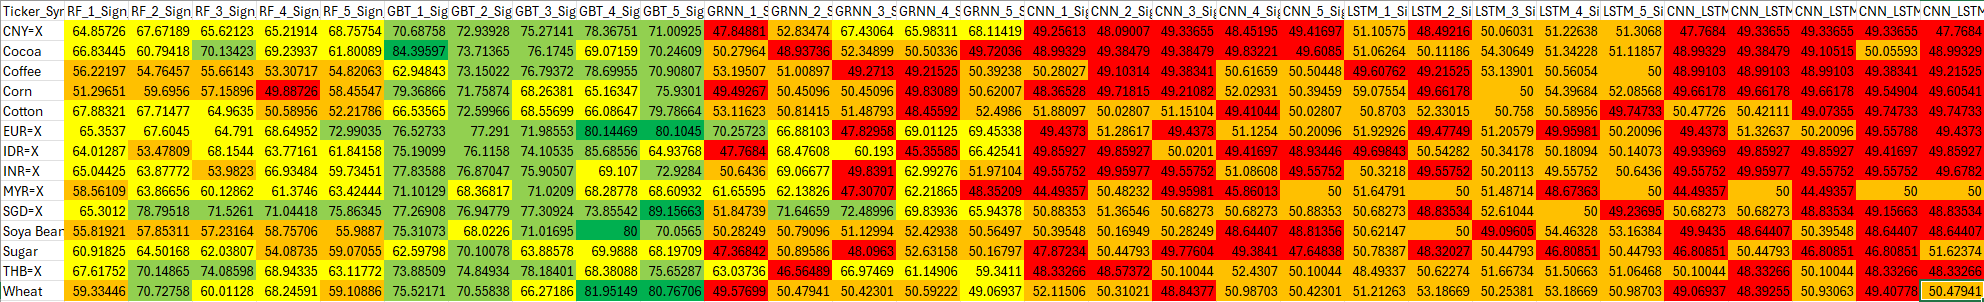 Ticker_Syr RF_1_Sign RF_2_Sign RF_3_Sign RF_4_Sign RF_5_Sign GBT_1_Sig GBT_2_Sig GBT_3_Sig GBT_4_Sig GBT_5_Sig GRNN_1_S GRNN_2_S GRNN_3_S GRNN_4_S GRNN_5_S CNN_1_Sig CNN_2_Sig CNN_3_Sig CNN_4_Sig CNN_5_Sig LSTM_1_Si LSTM_2_Si LSTM_3_Si LSTM_4_Si LSTM_5_Si CNN_LSTM CNN_LSTM CNN_LSTM CNN_LSTM CNN_LSTM
CNY=X 64.85726 67.67189 65.62123 65.21914 68.75754 70.68758 72.93928 75.27141 78.36751 71.00925 47.84881 52.83474 67.43064 65.98311 68.11419 49.25613 48.09007 49.33655 48.45195 49.41697 51.10575 48.49216 50.06031 51.22638 51.3068 47.7684 49.33655 49.33655 49.33655 47.7684
Cocoa 66.83445 60.79418 70.13423 69.23937 61.80089 84.39597 73.71365 76.1745 69.07159 70.24609 50.27964 48.93736 52.34899 50.50336 49.72036 48.99329 49.38479 49.38479 49.83221 49.6085 51.06264 50.11186 54.30649 51.34228 51.11857 48.99329 49.38479 49.10515 50.05593 48.99329
Coffee 56.22197 54.76457 55.66143 53.30717 54.82063 62.94843 73.15022 76.79372 78.69955 70.90807 53.19507 51.00897 49.2713 49.21525 50.39238 50.28027 49.10314 49.38341 50.61659 50.50448 49.60762 49.21525 53.13901 50.56054 50 48.99103 48.99103 48.99103 49.38341 49.21525
Corn 51.29651 59.6956 57.15896 49.88726 58.45547 79.36866 71.75874 68.26381 65.16347 75.9301 49.49267 50.45096 50.45096 49.83089 50.62007 48.36528 49.71815 49.21082 52.02931 50.39459 59.07554 49.66178 50 54.39684 52.08568 49.66178 49.66178 49.66178 49.54904 49.60541
Cotton 67.88321 67.71477 64.9635 50.58956 52.21786 66.53565 72.59966 68.55699 66.08647 79.78664 53.11623 50.81415 51.48793 48.45592 52.4986 51.88097 50.02807 51.15104 49.41044 50.02807 50.8703 52.33015 50.758 50.58956 49.74733 50.47726 50.42111 49.07355 49.74733 49.74733
EUR=X 65.3537 67.6045 64.791 68.64952 72.99035 76.52733 77.291 71.98553 80.14469 80.1045 70.25723 66.88103 47.82958 69.01125 69.45338 49.4373 51.28617 49.4373 51.1254 50.20096 51.92926 49.47749 51.20579 49.95981 50.20096 49.4373 51.32637 50.20096 49.55788 49.4373
IDR=X 64.01287 53.47809 68.1544 63.77161 61.84158 75.19099 76.1158 74.10535 85.68556 64.93768 47.7684 68.47608 60.193 45.35585 66.42541 49.85927 49.85927 50.0201 49.41697 48.93446 49.69843 50.54282 50.34178 50.18094 50.14073 49.93969 49.85927 49.85927 49.41697 49.85927
INR=X 65.04425 63.87772 53.9823 66.93484 59.73451 77.83588 76.87047 75.90507 69.107 72.9284 50.6436 69.06677 49.8391 62.99276 51.97104 49.55752 49.95977 49.55752 51.08608 49.55752 50.3218 49.55752 50.20113 49.55752 50.6436 49.55752 49.55752 49.55752 49.55752 49.6782
MYR=X 58.56109 63.86656 60.12862 61.3746 63.42444 71.10129 68.36817 71.0209 68.28778 68.60932 61.65595 62.13826 47.30707 62.21865 48.35209 44.49357 50.48232 49.95981 45.86013 50 51.64791 50 51.48714 48.67363 50 44.49357 50 44.49357 50 50
SGD=X 65.3012 78.79518 71.5261 71.04418 75.86345 77.26908 76.94779 77.30924 73.85542 89.15663 51.84739 71.64659 72.48996 69.83936 65.94378 50.88353 51.36546 50.68273 50.68273 50.88353 50.68273 48.83534 52.61044 50 49.23695 50.68273 50.68273 48.83534 49.15663 48.83534
Soya Bear 55.81921 57.85311 57.23164 58.75706 55.9887 75.31073 68.0226 71.01695 80 70.0565 50.28249 50.79096 51.12994 52.42938 50.56497 50.39548 50.16949 50.28249 48.64407 48.81356 50.62147 50 49.09605 54.46328 53.16384 49.9435 48.64407 50.39548 48.64407 48.64407
Sugar 60.91825 64.50168 62.03807 54.08735 59.07055 62.59798 70.10078 63.88578 69.9888 68.19709 47.36842 50.89586 48.0963 52.63158 50.16797 47.87234 50.44793 49.77604 49.3841 47.64838 50.78387 48.32027 50.44793 46.80851 50.44793 46.80851 50.44793 46.80851 46.80851 51.62374
THB=X 67.61752 70.14865 74.08598 68.94335 63.11772 73.88509 74.84934 78.18401 68.38088 75.65287 63.03736 46.56489 66.97469 61.14906 59.3411 48.33266 48.57372 50.10044 52.4307 50.10044 48.49337 50.62274 51.66734 51.50663 51.06468 50.10044 48.33266 50.10044 48.33266 48.33266
Wheat 59.33446 70.72758 60.01128 68.24591 59.10886 75.52171 70.55838 66.27186 81.95149 80.76706 49.57699 50.47941 50.42301 50.59222 49.06937 52.11506 50.31021 48.84377 50.98703 50.42301 51.21263 53.18669 50.42301 53.18669 50.98703 49.06937 48.39255 50.93063 49.40778 50.47941